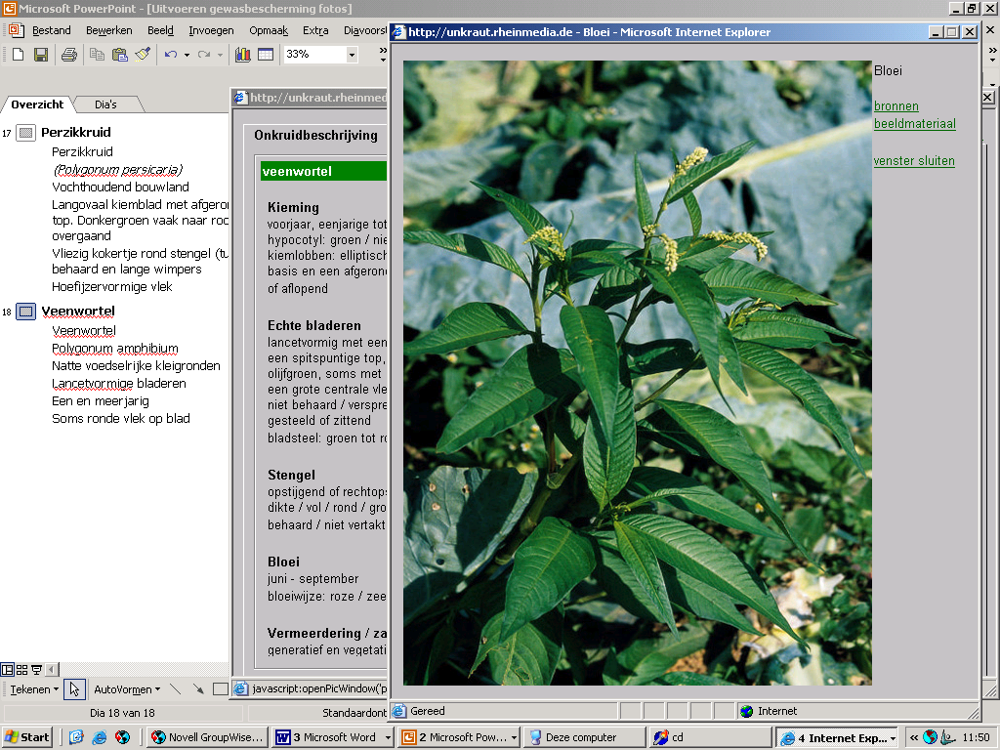 Microsoft PowerPoint - [Uitvoeren gewasbescherming fotos]
Bestand Bewerken Beeld Invoegen Opmaak Extra Diavoorst
33%
Overzicht Dia's
17 Perzikkruid
Perzikkruid
(Polygonum persicaria)
Vochthoudend bouwland
Langovaal kiemblad met afgeron
top. Donkergroen vaak naar roo
overgaand
Vliezig kokertje rond stengel (tu
behaard en lange wimpers
Hoefijzervormige vlek
18 Veenwortel
Veenwortel
Polygonum amphibium
Natte voedselrijke kleigronden
Lancetvormige bladeren
Een en meerjarig
Soms ronde vlek op blad
Tekenen AutoVormen
Dia 18 van 18 Standaardont
http://unkraut.rheinmed
Onkruidbeschrijving
veenwortel
Kieming
voorjaar, eenjarige tot
hypocotyl: groen / nie
kiemlobben: elliptisch
basis en een afgerond
of aflopend
Echte bladeren
lancetvormig met een
een spitspuntige top,
olijfgroen, soms met
een grote centrale vle
niet behaard / verspre
gesteeld of zittend
bladsteel: groen tot ro
Stengel
opstijgend of rechtops
dikte / vol / rond / gro
behaard / niet vertakt
Bloei
juni - september
bloeiwijze: roze / zee
Vermeerdering / za
generatief en vegetati
javascript:openPicWindow('p
http://unkraut.rheinmedia.de - Bloei - Microsoft Internet Explorer
Bloei
bronnen
beeldmateriaal
venster sluiten
Gereed Internet
Start Novell GroupWise... 3 Microsoft Word 2 Microsoft Pow... Deze computer cd 4 Internet Exp... « 11:50